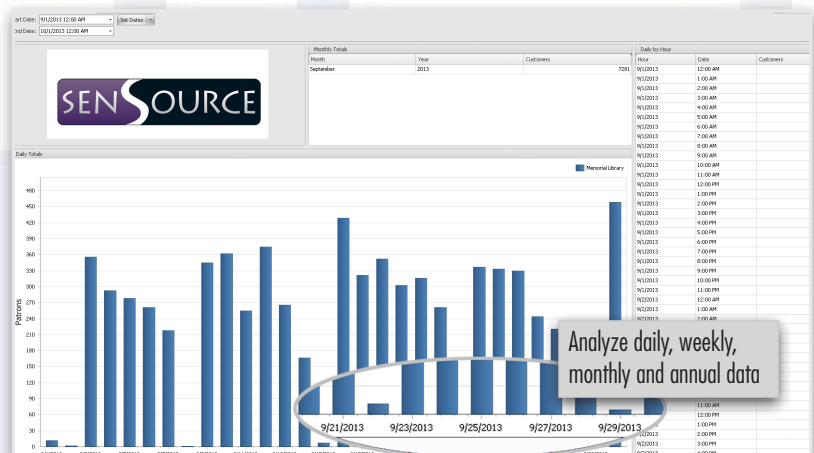 art Date: 9/1/2013 12:00 AM Set Dates
End Date: 10/1/2013 12:00 AM
SENSOURCE
Monthly Totals
Month Year Customers
September 2013 7281
Daily by Hour
Hour Date Customers
9/1/2013 12:00 AM
9/1/2013 1:00 AM
9/1/2013 2:00 AM
9/1/2013 3:00 AM
9/1/2013 4:00 AM
9/1/2013 5:00 AM
9/1/2013 6:00 AM
9/1/2013 7:00 AM
9/1/2013 8:00 AM
9/1/2013 9:00 AM
9/1/2013 10:00 AM
9/1/2013 11:00 AM
9/1/2013 12:00 PM
9/1/2013 1:00 PM
9/1/2013 2:00 PM
9/1/2013 3:00 PM
9/1/2013 4:00 PM
9/1/2013 5:00 PM
9/1/2013 6:00 PM
9/1/2013 7:00 PM
9/1/2013 8:00 PM
9/1/2013 9:00 PM
9/1/2013 10:00 PM
9/1/2013 11:00 PM
9/2/2013 12:00 AM
9/2/2013 1:00 AM
9/2/2013 2:00 AM
11:00 AM
12:00 PM
1:00 PM
9/2/2013 2:00 PM
9/2/2013 3:00 PM
9/2/2013 4:00 PM
Daily Totals
Memorial Library
Patrons
480
450
420
390
360
330
300
270
240
210
180
150
120
90
60
30
0
Analyze daily, weekly,
monthly and annual data
9/21/2013 9/23/2013 9/25/2013 9/27/2013 9/29/2013